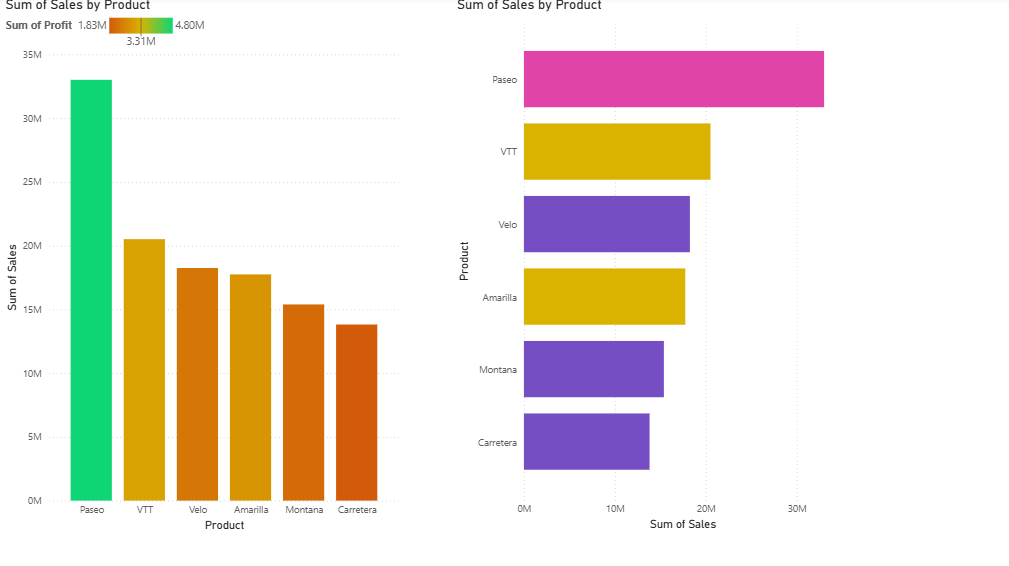 Sum of Sales by Product
Sum of Profit 1.83M 4.80M
3.31M
35M
30M
25M
20M
15M
10M
5M
0M
Sum of Sales
Paseo VTT Velo Amarilla Montana Carretera
Product
Sum of Sales by Product
Product
Paseo
VTT
Velo
Amarilla
Montana
Carretera
0M 10M 20M 30M
Sum of Sales